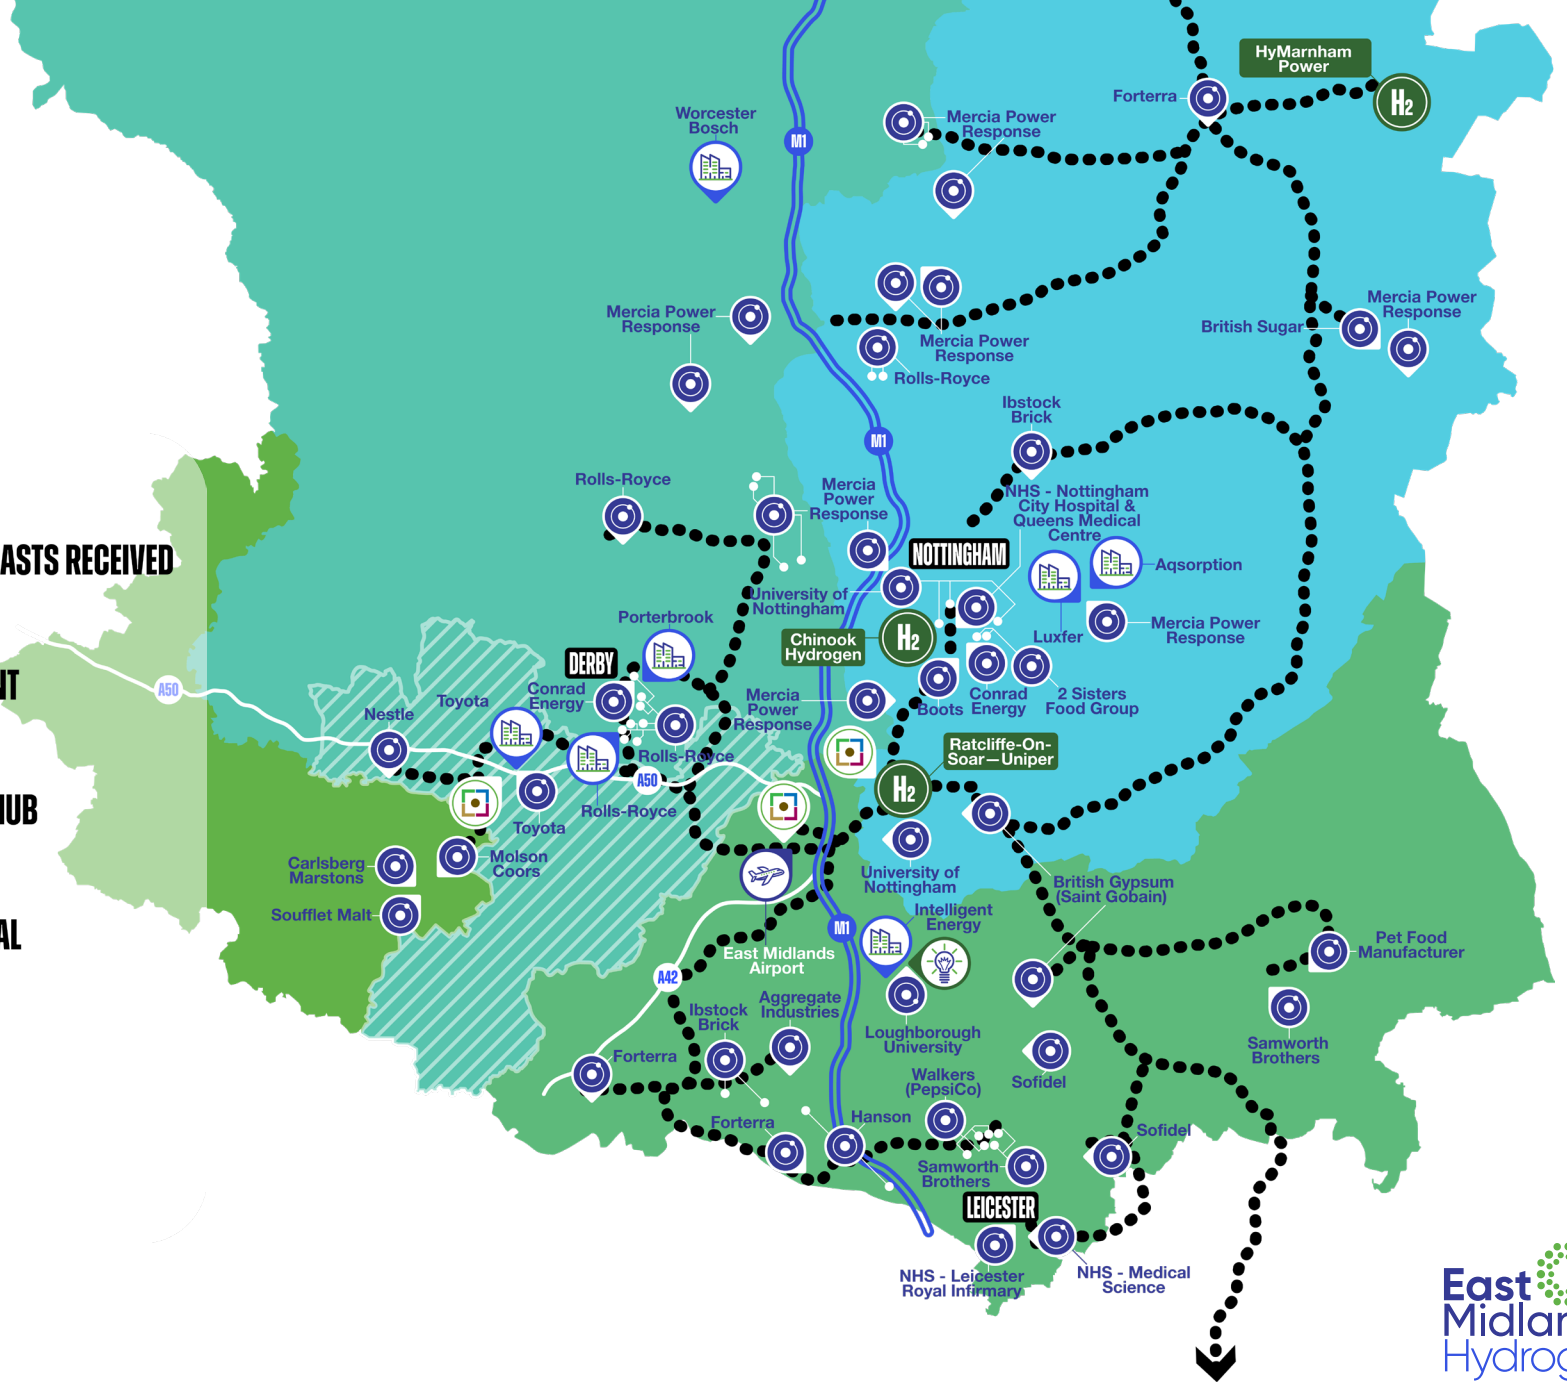 HyMarnham
Power
H2
Forterra
Worcester
Bosch
M1
Mercia Power
Response
Mercia Power
Response
Mercia Power
Response
Rolls-Royce
British Sugar
Mercia Power
Response
M1
Ibstock
Brick
Rolls-Royce
Mercia
Power
Response
NHS - Nottingham
City Hospital &
Queens Medical
Centre
NOTTINGHAM
ASTS RECEIVED
Aqsorption
University of
Nottingham
Porterbrook
Chinook
Hydrogen
H2
Luxfer
Mercia Power
Response
DERBY
NT
A50
Toyota
Conrad
Energy
Nestle
Mercia
Power
Response
Boots
Conrad
Energy
2 Sisters
Food Group
Rolls-Royce
Ratcliffe-On-
Soar—Uniper
H2
A50
HUB
Rolls-Royce
Toyota
Carlsberg
Marstons
Molson
Coors
University of
Nottingham
British Gypsum
(Saint Gobain)
Soufflet Malt
AL
M1
Intelligent
Energy
East Midlands
Airport
Pet Food
Manufacturer
A42
Ibstock
Brick
Aggregate
Industries
Loughborough
University
Samworth
Brothers
Forterra
Sofidel
Walkers
(PepsiCo)
Forterra
Hanson
Sofidel
Samworth
Brothers
LEICESTER
NHS - Leicester
Royal Infirmary
NHS - Medical
Science
East
Midlan
Hydrog